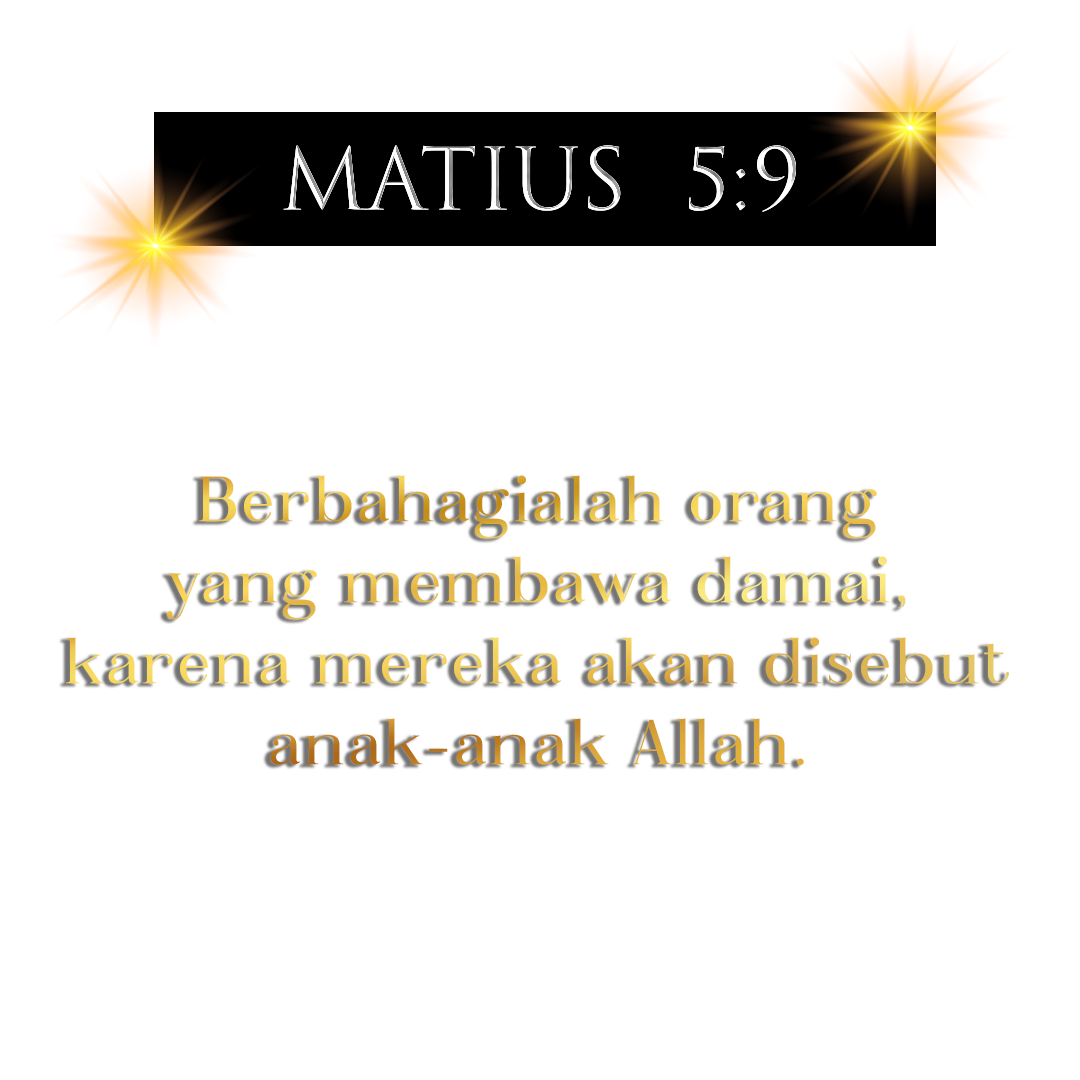 MATIUS 5:9
Berbahagialah orang
yang membawa damai,
karena mereka akan disebut
anak-anak Allah.